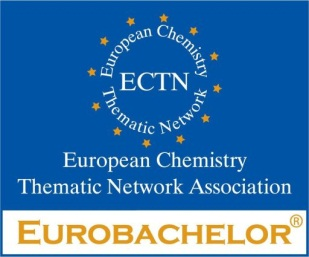 European Chemistry
ECTN
Thematic Network
European Chemistry
Thematic Network Association
EUROBACHELOR®